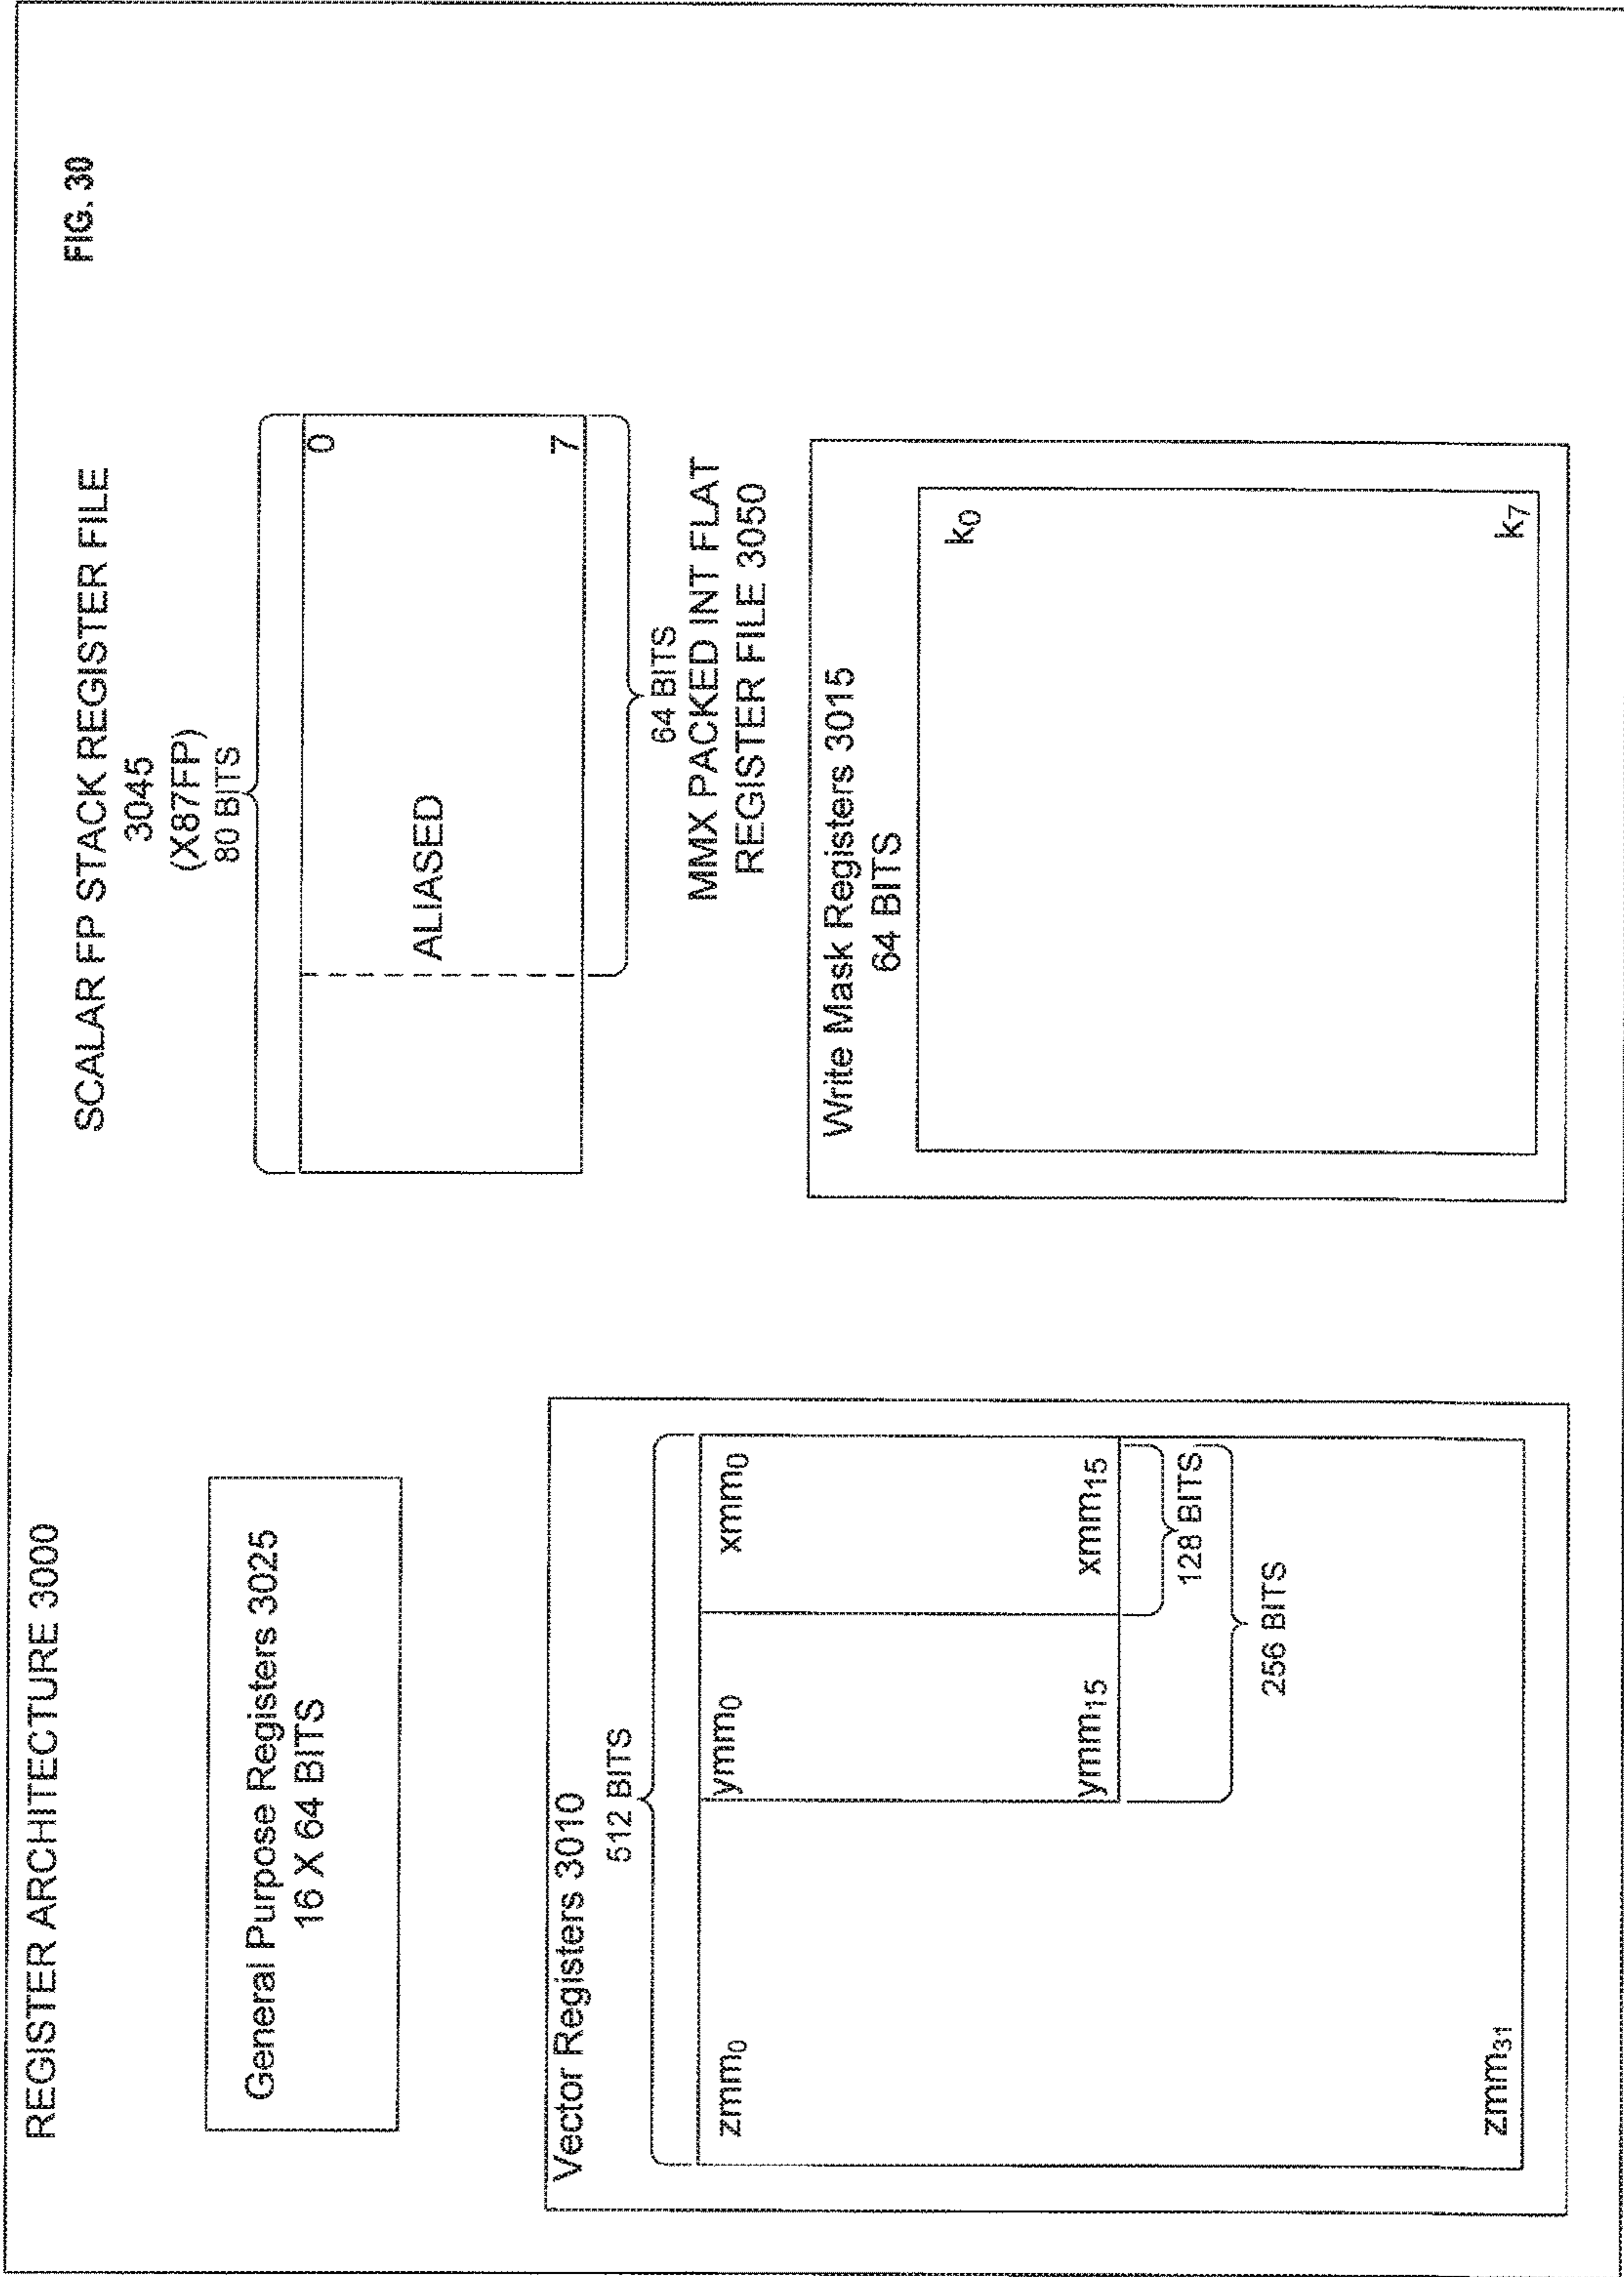 REGISTER ARCHITECTURE 3000
FIG. 30
General Purpose Registers 3025
16 X 64 BITS
Vector Registers 3010
512 BITS
zmm0
ymm0
xmm0
ymm15
xmm15
128 BITS
256 BITS
zmm31
SCALAR FP STACK REGISTER FILE
3045
(X87FP)
80 BITS
0
ALIASED
7
64 BITS
MMX PACKED INT FLAT
REGISTER FILE 3050
Write Mask Registers 3015
64 BITS
k0
k7